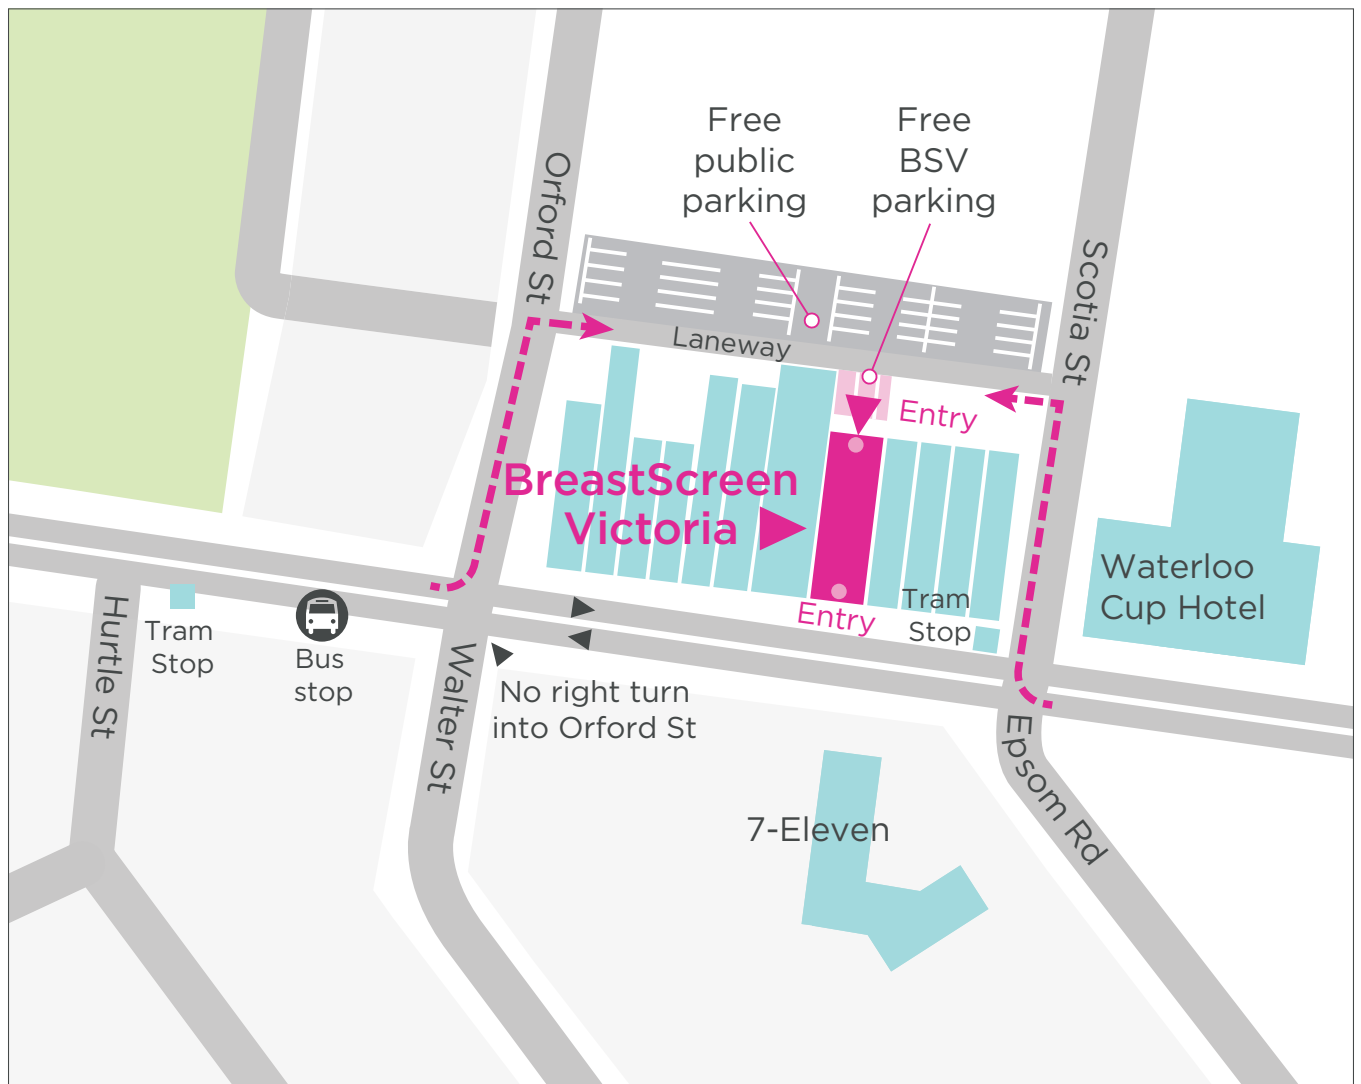 Free
public
parking
Free
BSV
parking
Orford St
Scotia St
Laneway
Entry
BreastScreen
Victoria
Waterloo
Cup Hotel
Tram
Stop
Entry
Hurtle St
Tram
Stop
Bus
stop
Walter St
No right turn
into Orford St
Epsom Rd
7-Eleven